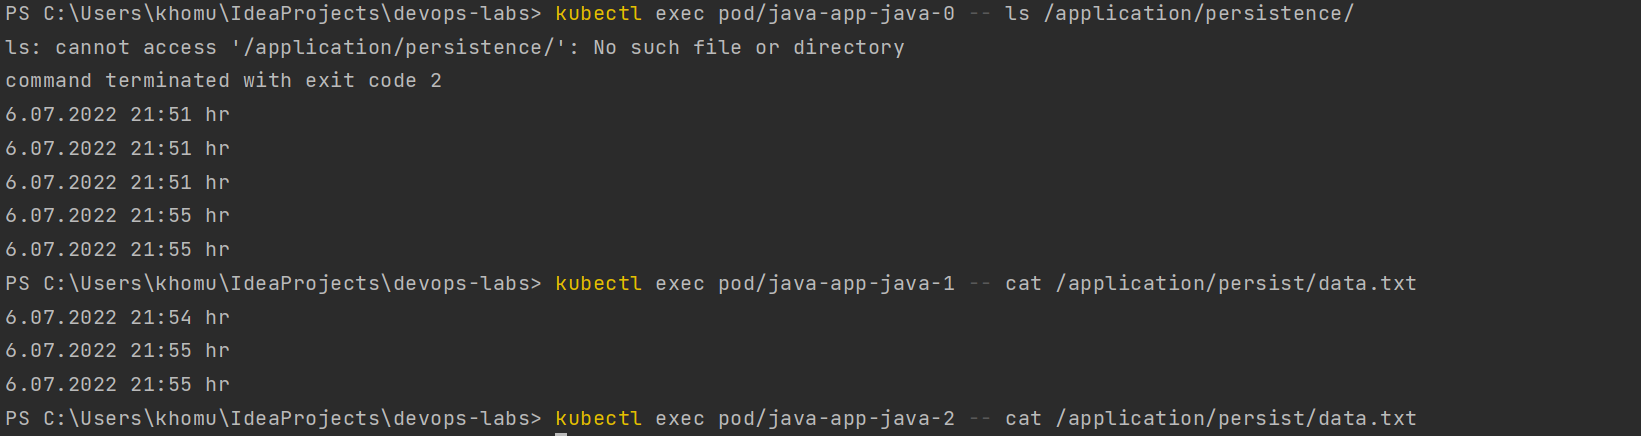 PS C:\Users\khomu\IdeaProjects\devops-labs> kubectl exec pod/java-app-java-0 -- ls /application/persistence/
ls: cannot access '/application/persistence/': No such file or directory
command terminated with exit code 2
6.07.2022 21:51 hr
6.07.2022 21:51 hr
6.07.2022 21:51 hr
6.07.2022 21:55 hr
6.07.2022 21:55 hr
PS C:\Users\khomu\IdeaProjects\devops-labs> kubectl exec pod/java-app-java-1 -- cat /application/persist/data.txt
6.07.2022 21:54 hr
6.07.2022 21:55 hr
6.07.2022 21:55 hr
PS C:\Users\khomu\IdeaProjects\devops-labs> kubectl exec pod/java-app-java-2 -- cat /application/persist/data.txt